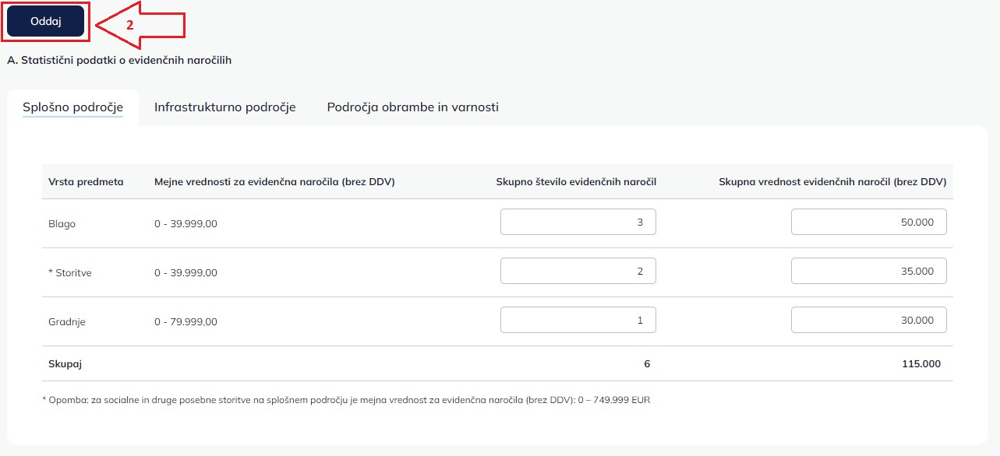 Oddaj
2
A. Statistični podatki o evidenčnih naročilih
Splošno področje Infrastrukturno področje Področja obrambe in varnosti
Vrsta predmeta Mejne vrednosti za evidenčna naročila (brez DDV) Skupno število evidenčnih naročil Skupna vrednost evidenčnih naročil (brez DDV)
Blago 0 - 39.999,00 3 50.000
* Storitve 0 - 39.999,00 2 35.000
Gradnje 0 - 79.999,00 1 30.000
Skupaj 6 115.000
* Opomba: za socialne in druge posebne storitve na splošnem področju je mejna vrednost za evidenčna naročila (brez DDV): 0 – 749.999 EUR